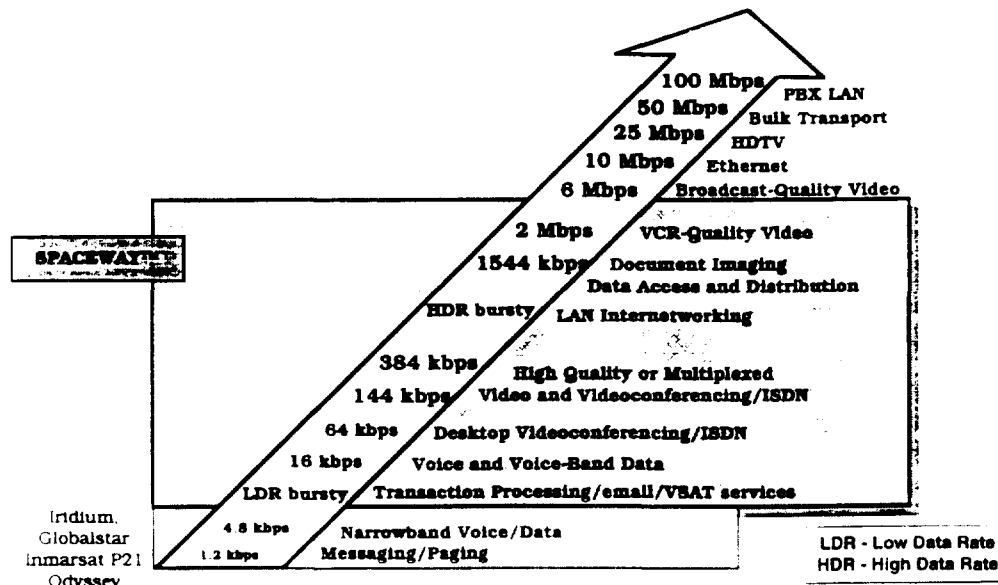 100 Mbps
PBX LAN
50 Mbps
Bulk Transport
25 Mbps
HDTV
10 Mbps
Ethernet
6 Mbps
Broadcast-Quality Video
2 Mbps
VCR-Quality Video
SPACEWAY
1544 kbps
Document Imaging
Data Access and Distribution
HDR bursty
LAN Internetworking
384 kbps
High Quality or Multiplexed
144 kbps
Video and Videoconferencing/ISDN
64 kbps
Desktop Videoconferencing/ISDN
16 kbps
Voice and Voice-Band Data
LDR bursty
Transaction Processing/email/VSAT services
Iridium,
Globalstar
Inmarsat P21
Odyssey
4.8 kbps
Narrowband Voice/Data
1.2 kbps
Messaging/Paging
LDR - Low Data Rate
HDR - High Data Rate